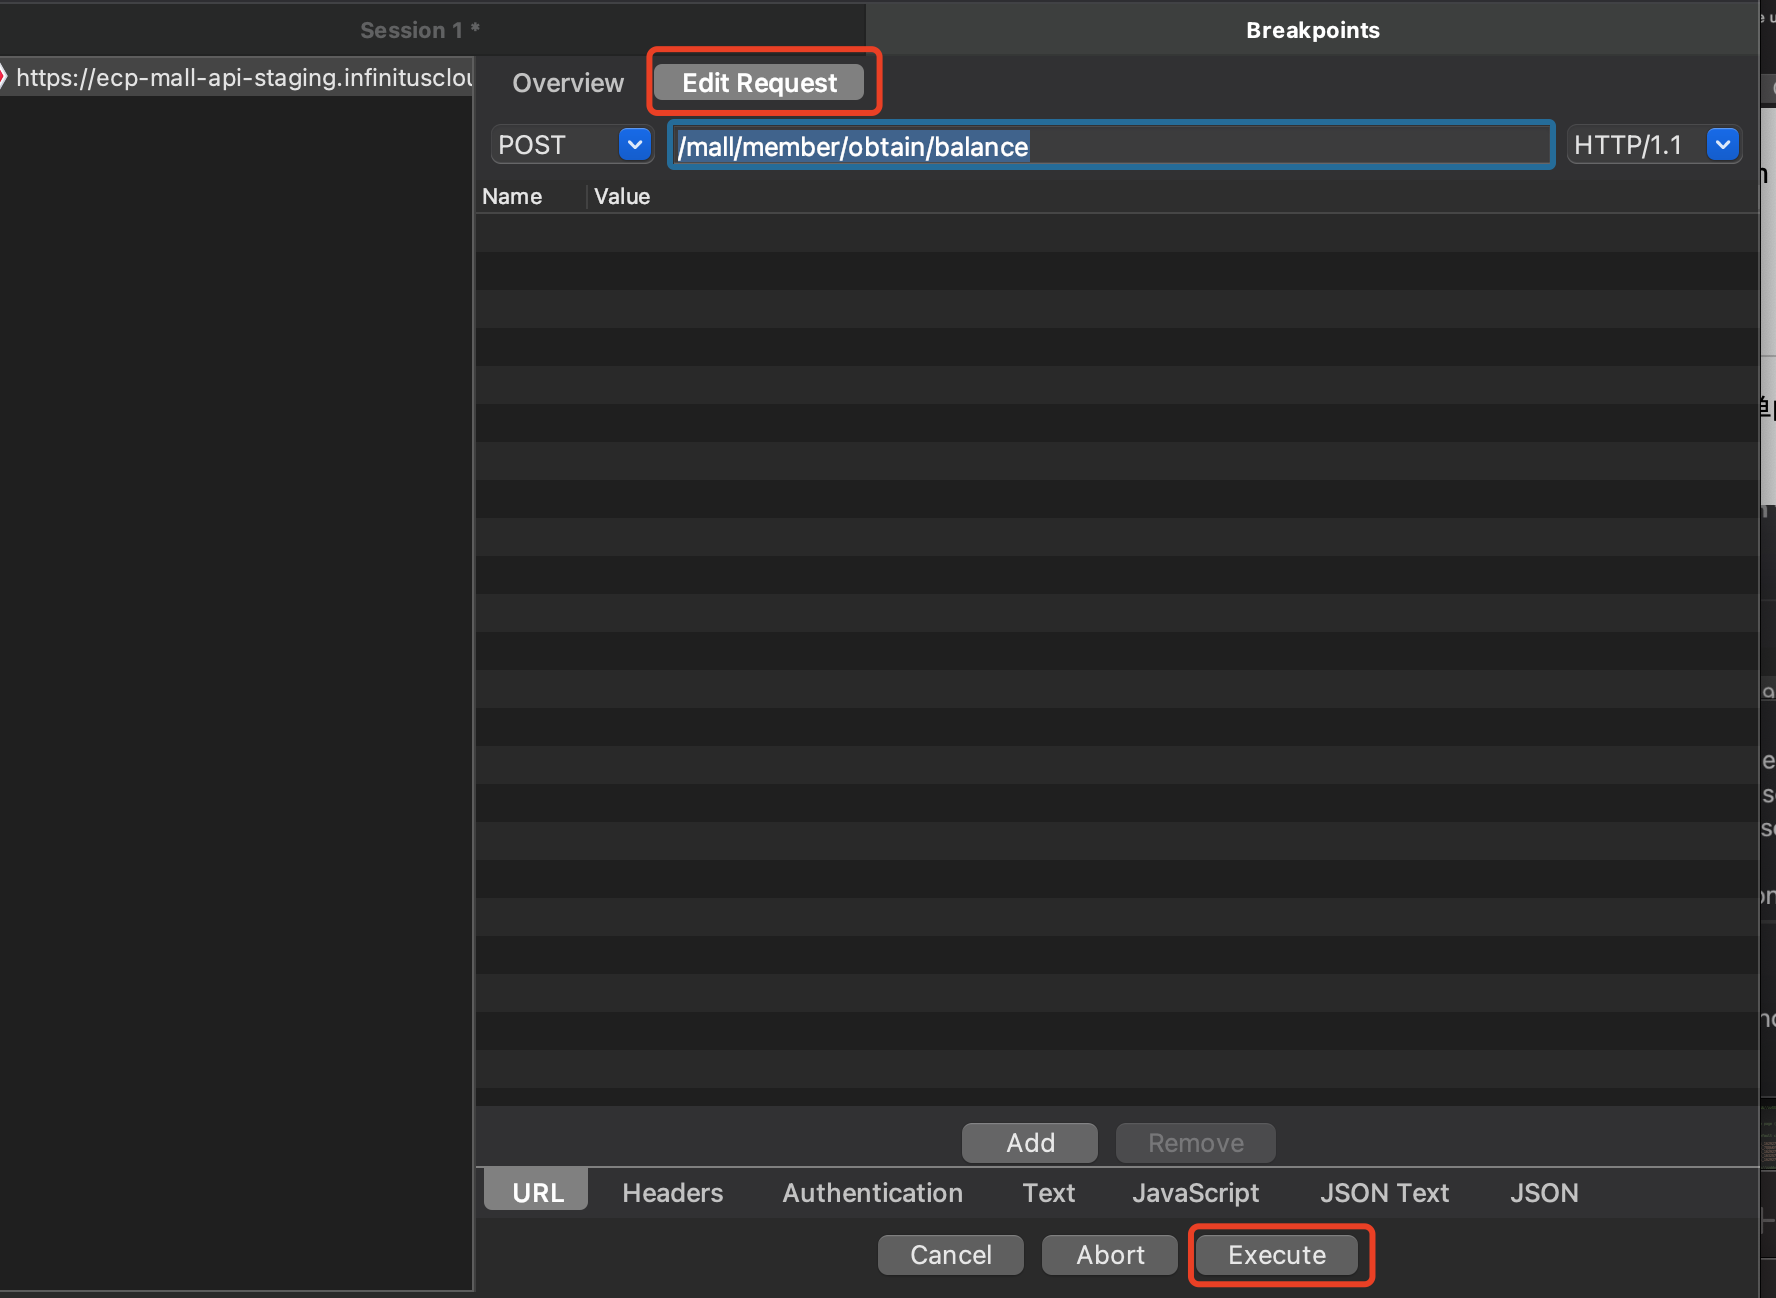 Session 1 *
Breakpoints
https://ecp-mall-api-staging.infinitusclou
Overview
Edit Request
POST
/mall/member/obtain/balance
HTTP/1.1
Name
Value
Add
Remove
URL
Headers
Authentication
Text
JavaScript
JSON Text
JSON
Cancel
Abort
Execute